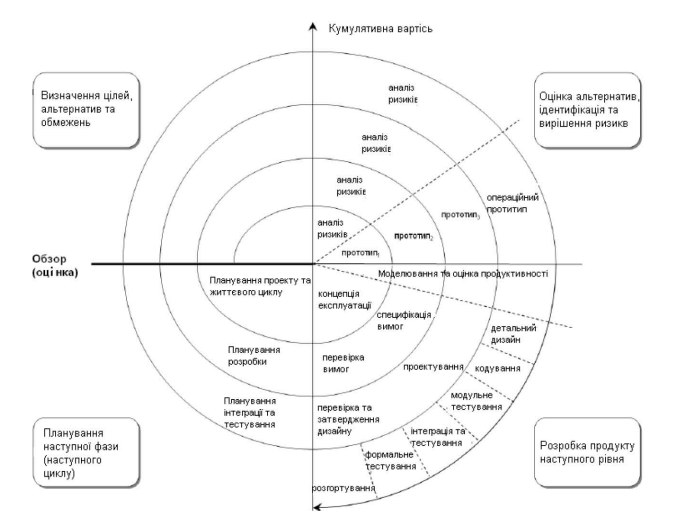 Кумулятивна вартість
Визначення цілей,
альтернатив та
обмежень
Оцінка альтернатив,
ідентифікація та
вирішення ризикв
аналіз
ризиків
аналіз
ризиків
аналіз
ризиків
аналіз
ризиків
операційний
протитип
прототип3
прототип2
прототип1
Обзор
(оцінка)
Моделювання та оцінка продуктивності
Планування проекту та
життєвого циклу
концепція
експлуатації
специфікація
вимог
детальний
дизайн
Планування
розробки
перевірка
вимог
проектування
кодування
модульне
тестування
Планування
інтеграції та
тестування
перевірка та
затвердження
дизайну
інтеграція та
тестування
формальне
тестування
розгортування
Планування
наступної фази
(наступного
циклу)
Розробка продукту
наступного рівня